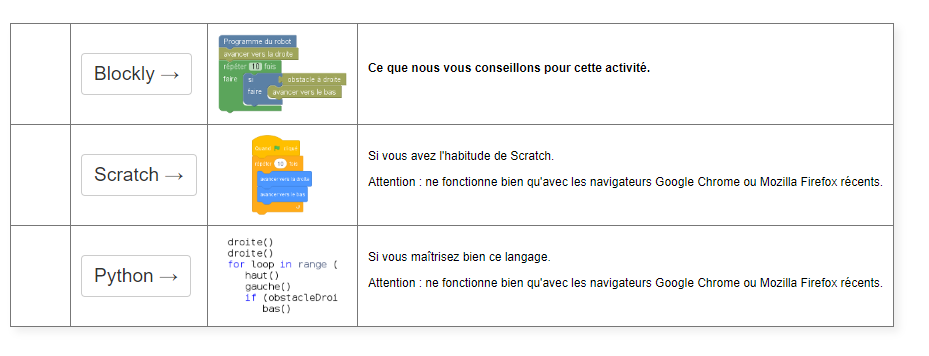 Blockly →
Programme du robot
avancer vers la droite
répéter 10 fois
faire si obstacle à droite
faire avancer vers le bas
Ce que nous vous conseillons pour cette activité.
Scratch →
répéter 10 fois
avancer vers la droite
avancer vers le bas
Si vous avez l'habitude de Scratch.
Attention : ne fonctionne bien qu'avec les navigateurs Google Chrome ou Mozilla Firefox récents.
Python →
droite()
droite()
for loop in range (
haut()
gauche()
if (obstacleDroi
bas()
Si vous maîtrisez bien ce langage.
Attention : ne fonctionne bien qu'avec les navigateurs Google Chrome ou Mozilla Firefox récents.